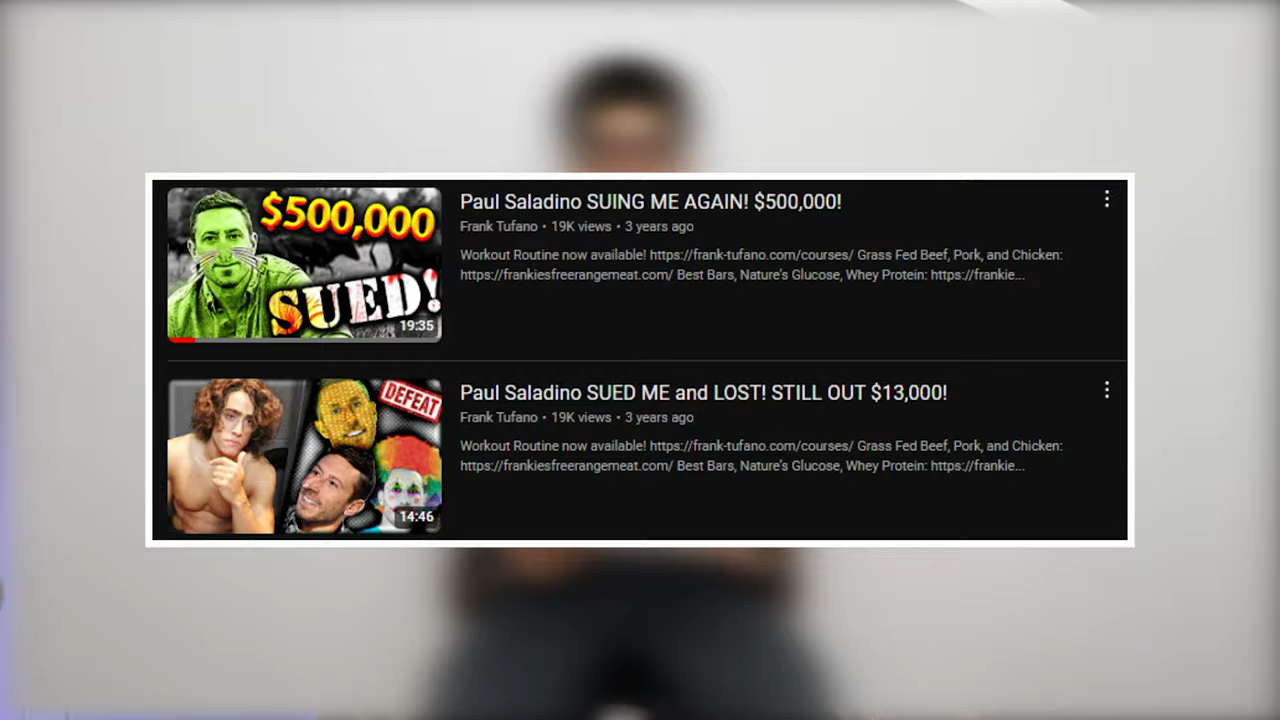 $500,000
SUED!
19:35
Paul Saladino SUING ME AGAIN! $500,000!
Frank Tufano • 19K views • 3 years ago
Workout Routine now available! https://frank-tufano.com/courses/ Grass Fed Beef, Pork, and Chicken:
https://frankiesfreerangemeat.com/ Best Bars, Nature's Glucose, Whey Protein: https://frankie...
DEFEAT
14:46
Paul Saladino SUED ME and LOST! STILL OUT $13,000!
Frank Tufano • 19K views • 3 years ago
Workout Routine now available! https://frank-tufano.com/courses/ Grass Fed Beef, Pork, and Chicken:
https://frankiesfreerangemeat.com/ Best Bars, Nature's Glucose, Whey Protein: https://frankie...